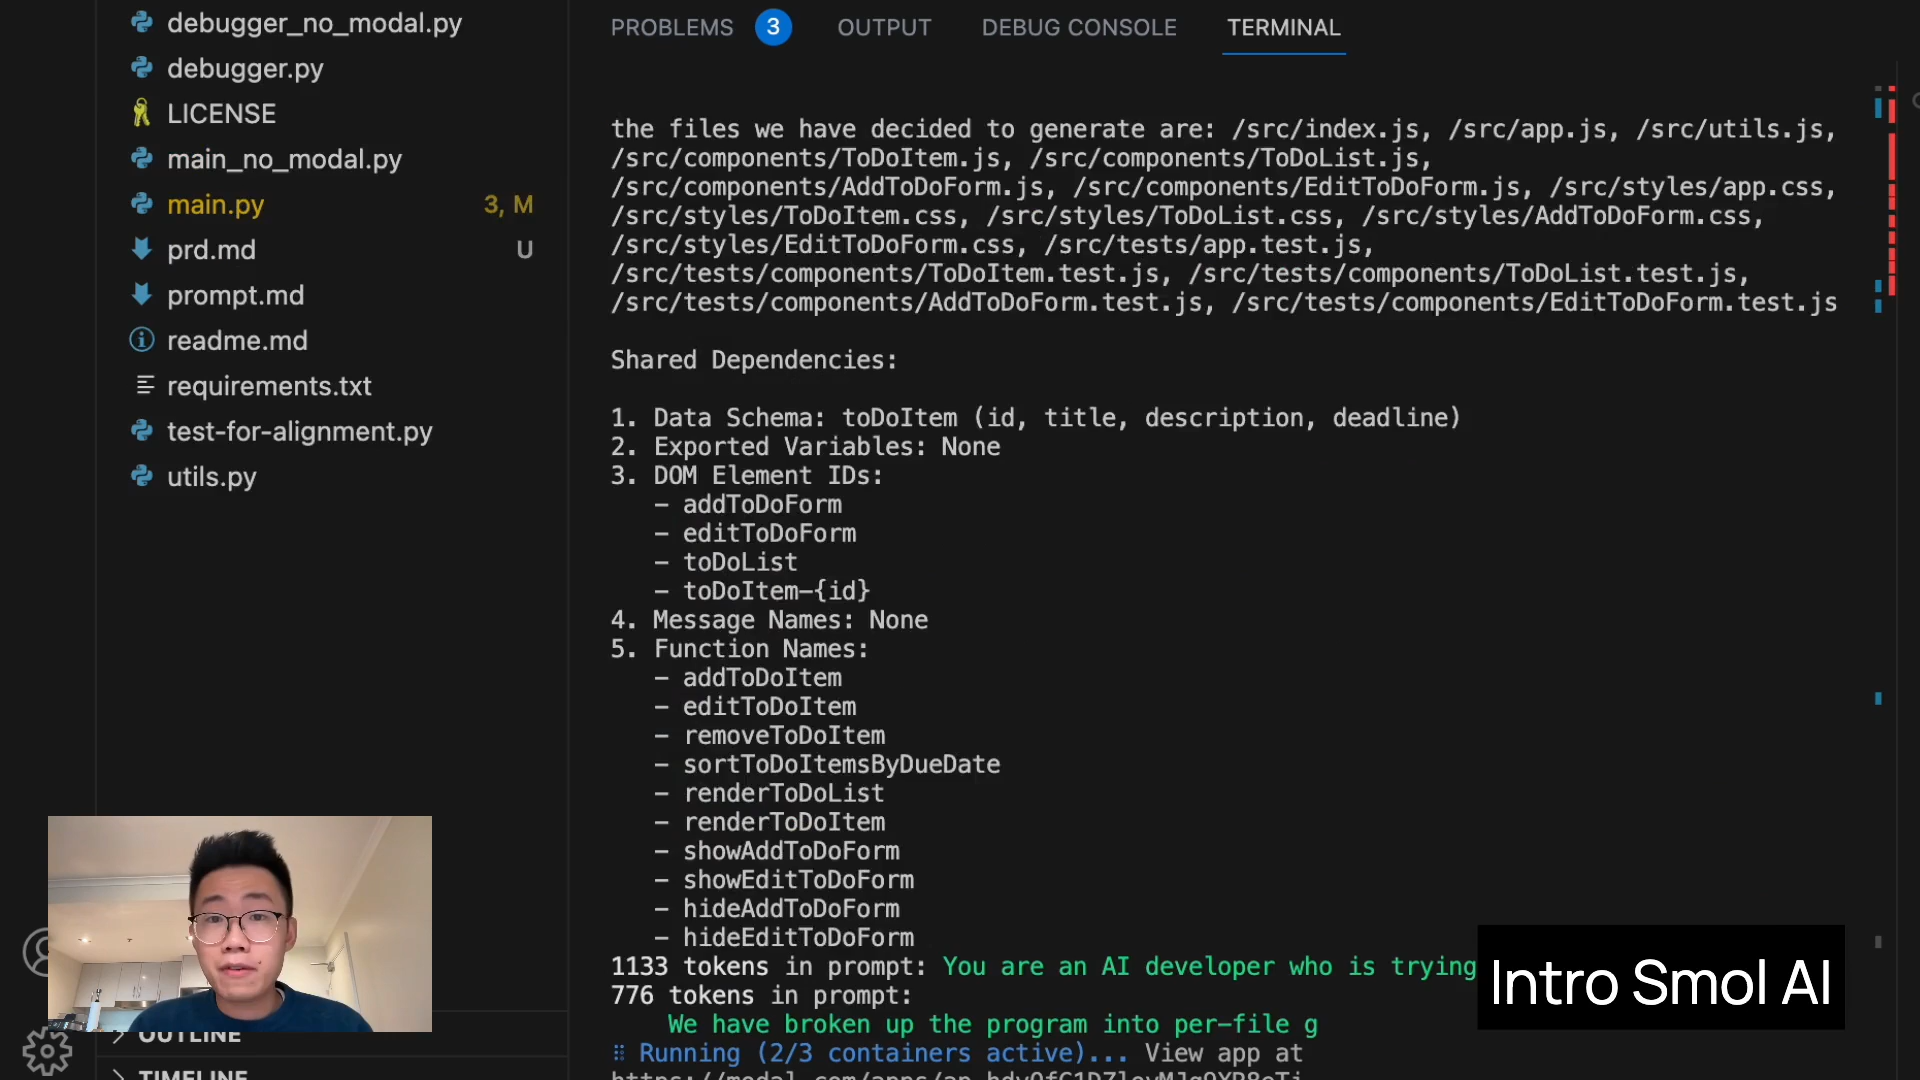 debugger_no_modal.py
debugger.py
LICENSE
main_no_modal.py
main.py 3, M
prd.md U
prompt.md
readme.md
requirements.txt
test-for-alignment.py
utils.py
OUTLINE
TIMELINE
PROBLEMS 3 OUTPUT DEBUG CONSOLE TERMINAL
the files we have decided to generate are: /src/index.js, /src/app.js, /src/utils.js,
/src/components/ToDoItem.js, /src/components/ToDoList.js,
/src/components/AddToDoForm.js, /src/components/EditToDoForm.js, /src/styles/app.css,
/src/styles/ToDoItem.css, /src/styles/ToDoList.css, /src/styles/AddToDoForm.css,
/src/styles/EditToDoForm.css, /src/tests/app.test.js,
/src/tests/components/ToDoItem.test.js, /src/tests/components/ToDoList.test.js,
/src/tests/components/AddToDoForm.test.js, /src/tests/components/EditToDoForm.test.js
Shared Dependencies:
1. Data Schema: toDoItem (id, title, description, deadline)
2. Exported Variables: None
3. DOM Element IDs:
- addToDoForm
- editToDoForm
- toDoList
- toDoItem-{id}
4. Message Names: None
5. Function Names:
- addToDoItem
- editToDoItem
- removeToDoItem
- sortToDoItemsByDueDate
- renderToDoList
- renderToDoItem
- showAddToDoForm
- showEditToDoForm
- hideAddToDoForm
- hideEditToDoForm
1133 tokens in prompt: You are an AI developer who is trying
776 tokens in prompt:
We have broken up the program into per-file g
Running (2/3 containers active)... View app at
Intro Smol AI